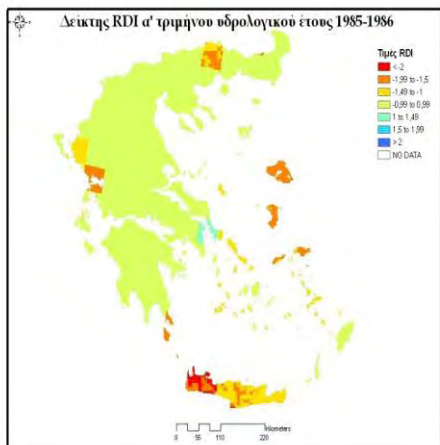 Δείκτης RDI α' τριμήνου υδρολογικού έτους 1985-1986
Τιμές RDI
< -2
-1,99 to -1,5
-1,49 to -1
-0,99 to 0,99
1 to 1,49
1,5 to 1,99
> 2
NO DATA
Kilometers
0 55 110 220